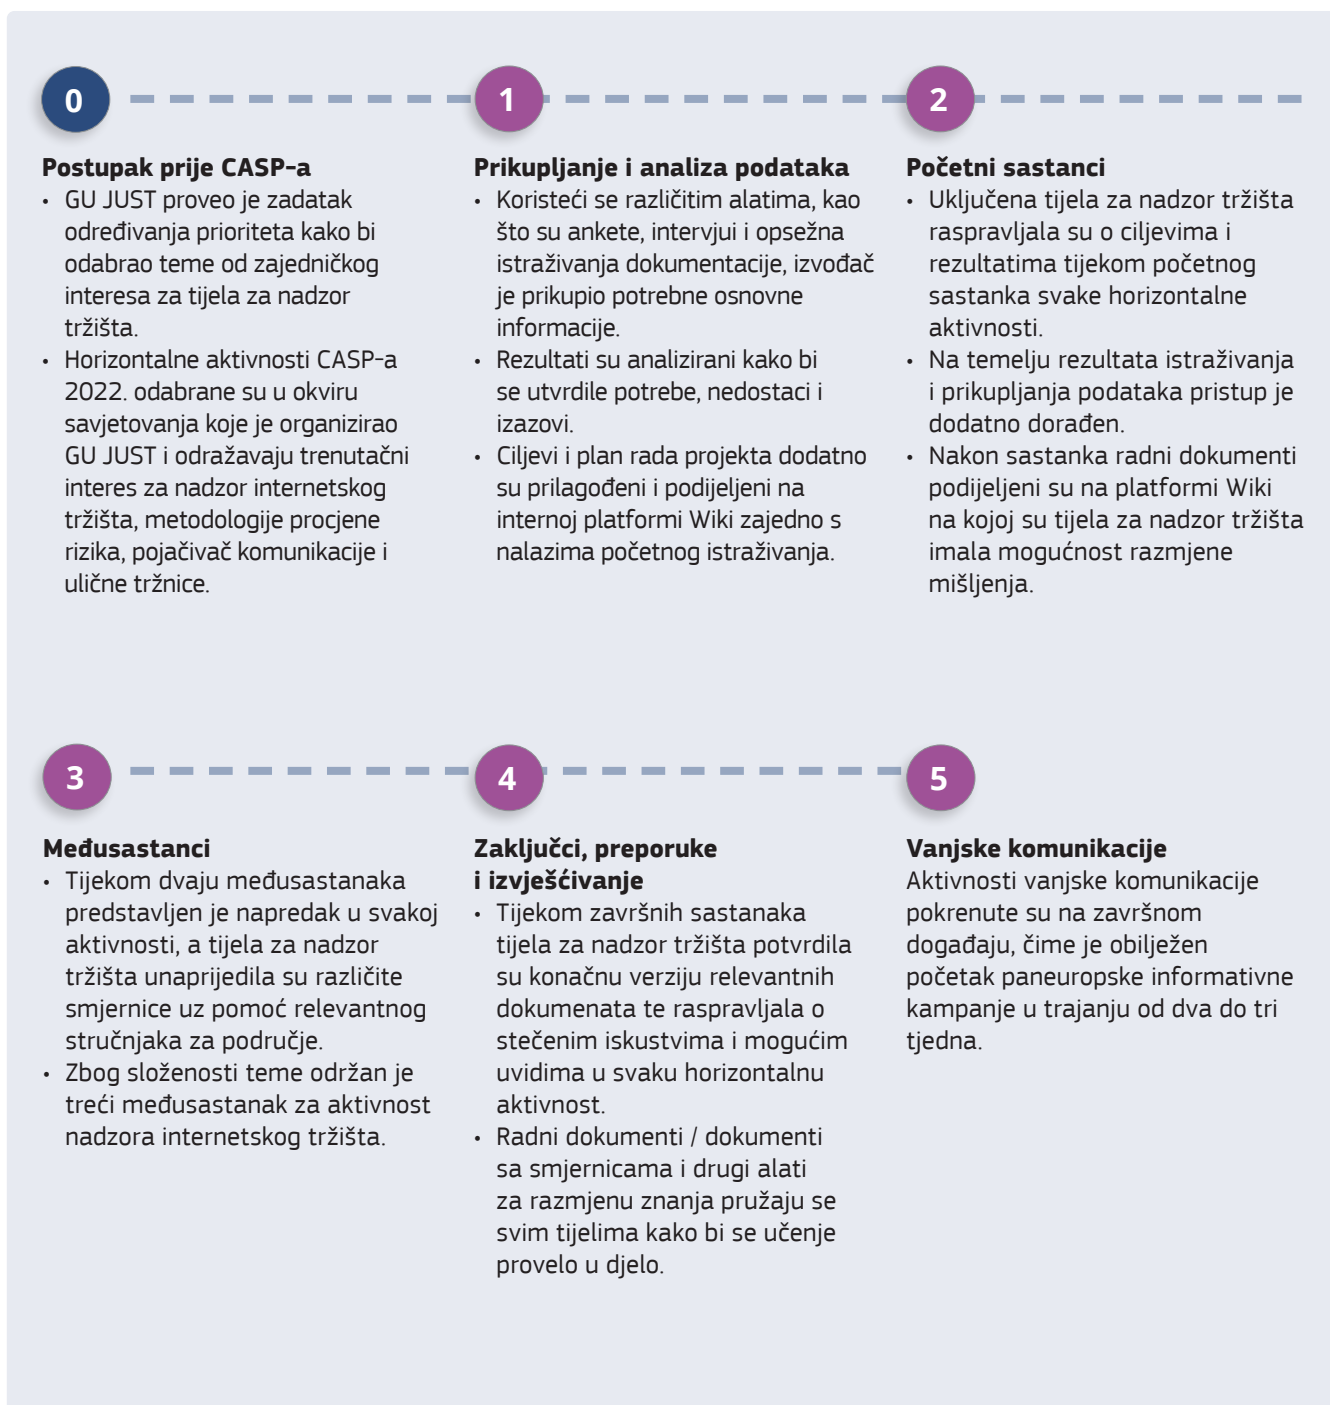 0
Postupak prije CASP-a
• GU JUST proveo je zadatak
određivanja prioriteta kako bi
odabrao teme od zajedničkog
interesa za tijela za nadzor
tržišta.
• Horizontalne aktivnosti CASP-a
2022. odabrane su u okviru
savjetovanja koje je organizirao
GU JUST i odražavaju trenutačni
interes za nadzor internetskog
tržišta, metodologije procjene
rizika, pojačivač komunikacije i
ulične tržnice.
1
Prikupljanje i analiza podataka
• Koristeći se različitim alatima, kao
što su ankete, intervjui i opsežna
istraživanja dokumentacije, izvođač
je prikupio potrebne osnovne
informacije.
• Rezultati su analizirani kako bi
se utvrdile potrebe, nedostaci i
izazovi.
• Ciljevi i plan rada projekta dodatno
su prilagođeni i podijeljeni na
internoj platformi Wiki zajedno s
nalazima početnog istraživanja.
2
Početni sastanci
• Uključena tijela za nadzor tržišta
raspravljala su o ciljevima i
rezultatima tijekom početnog
sastanka svake horizontalne
aktivnosti.
• Na temelju rezultata istraživanja
i prikupljanja podataka pristup je
dodatno dorađen.
• Nakon sastanka radni dokumenti
podijeljeni su na platformi Wiki
na kojoj su tijela za nadzor tržišta
imala mogućnost razmjene
mišljenja.
3
Međusastanci
• Tijekom dvaju međusastanaka
predstavljen je napredak u svakoj
aktivnosti, a tijela za nadzor
tržišta unaprijedila su različite
smjernice uz pomoć relevantnog
stručnjaka za područje.
• Zbog složenosti teme održan je
treći međusastanak za aktivnost
nadzora internetskog tržišta.
4
Zaključci, preporuke
i izvješćivanje
• Tijekom završnih sastanaka
tijela za nadzor tržišta potvrdila
su konačnu verziju relevantnih
dokumenata te raspravljala o
stečenim iskustvima i mogućim
uvidima u svaku horizontalnu
aktivnost.
• Radni dokumenti / dokumenti
sa smjernicama i drugi alati
za razmjenu znanja pružaju se
svim tijelima kako bi se učenje
provelo u djelo.
5
Vanjske komunikacije
Aktivnosti vanjske komunikacije
pokrenute su na završnom
događaju, čime je obilježen
početak paneuropske informativne
kampanje u trajanju od dva do tri
tjedna.